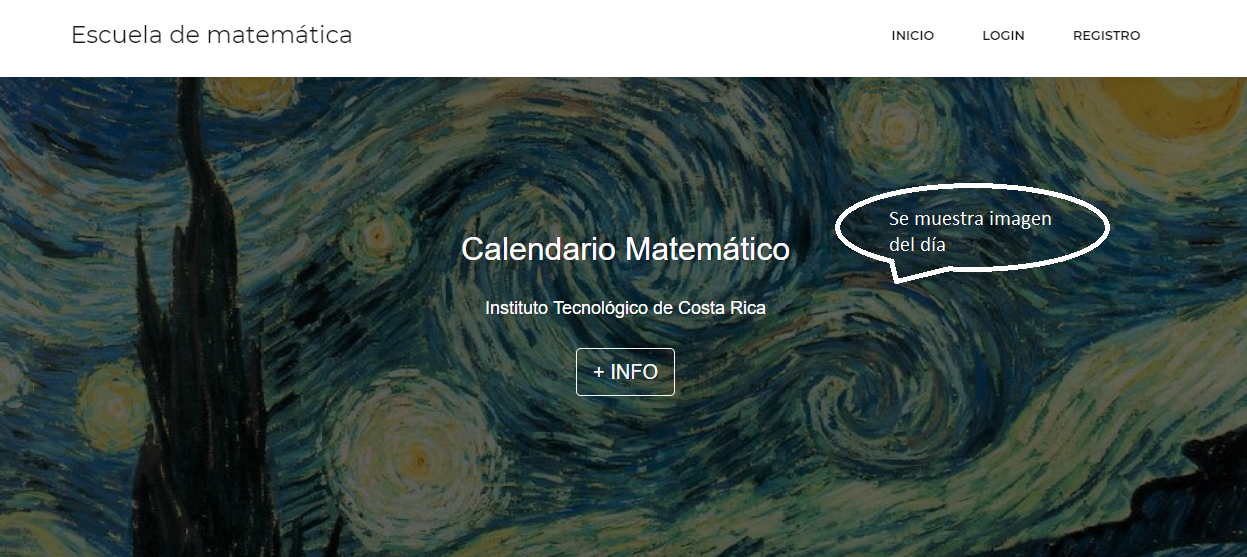 Escuela de matemática
INICIO LOGIN REGISTRO
Se muestra imagen
del día
Calendario Matemático
Instituto Tecnológico de Costa Rica
+ INFO